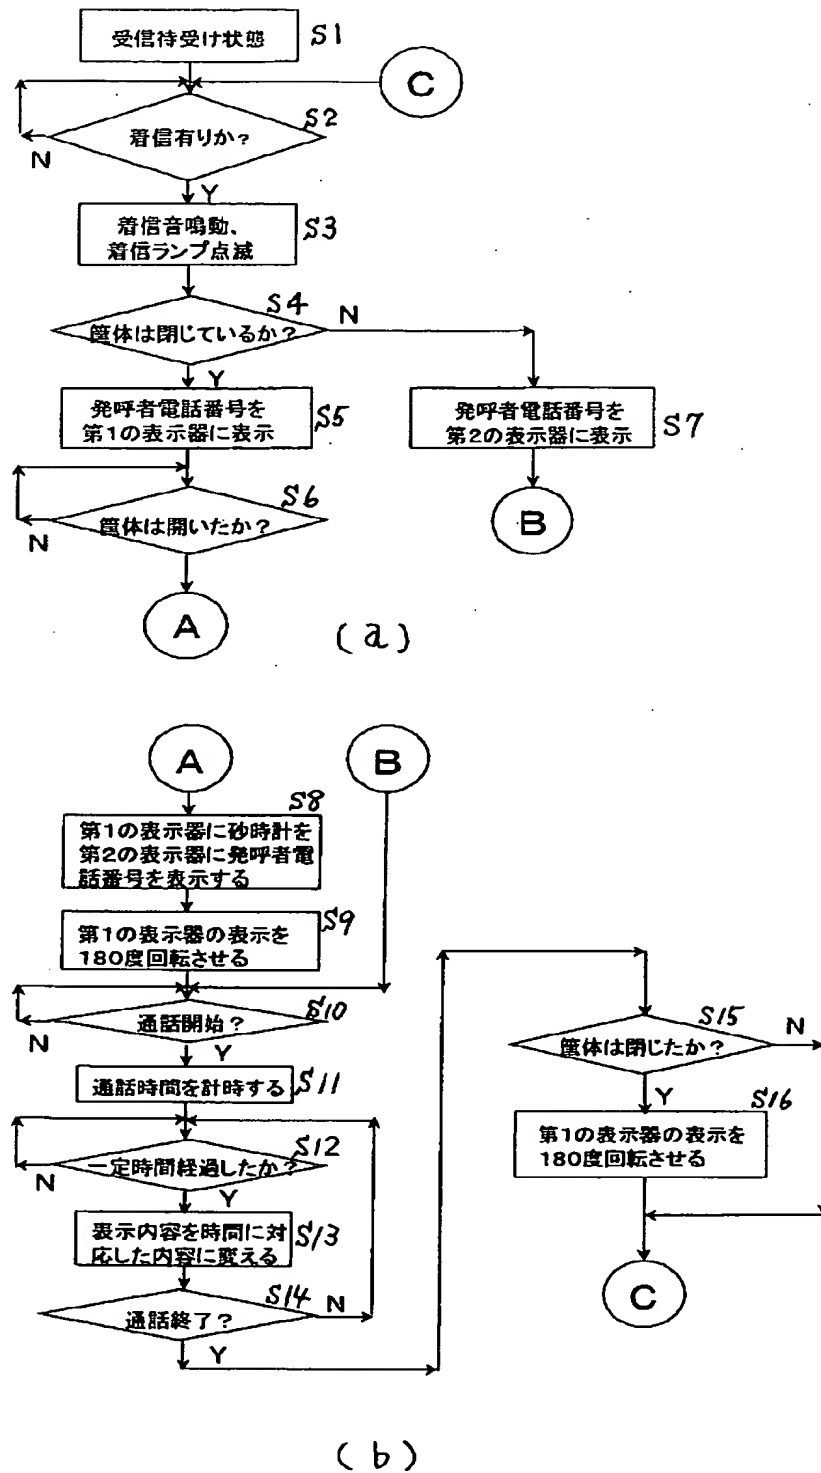 受信待受け状態
S1
C
着信有りか?
S2
N
Y
着信音鳴動、
着信ランプ点滅
S3
筐体は閉じているか?
S4
N
Y
発呼者電話番号を
第1の表示器に表示
S5
発呼者電話番号を
第2の表示器に表示
S7
筐体は開いたか?
S6
N
B
A
(a)
A
B
S8
第1の表示器に砂時計を
第2の表示器に発呼者電
話番号を表示する
S9
第1の表示器の表示を
180度回転させる
通話開始?
S10
N
Y
通話時間を計時する
S11
一定時間経過したか?
S12
N
Y
表示内容を時間に対
応した内容に変える
S13
通話終了?
S14
N
Y
筐体は閉じたか?
S15
N
Y
S16
第1の表示器の表示を
180度回転させる
C
(b)